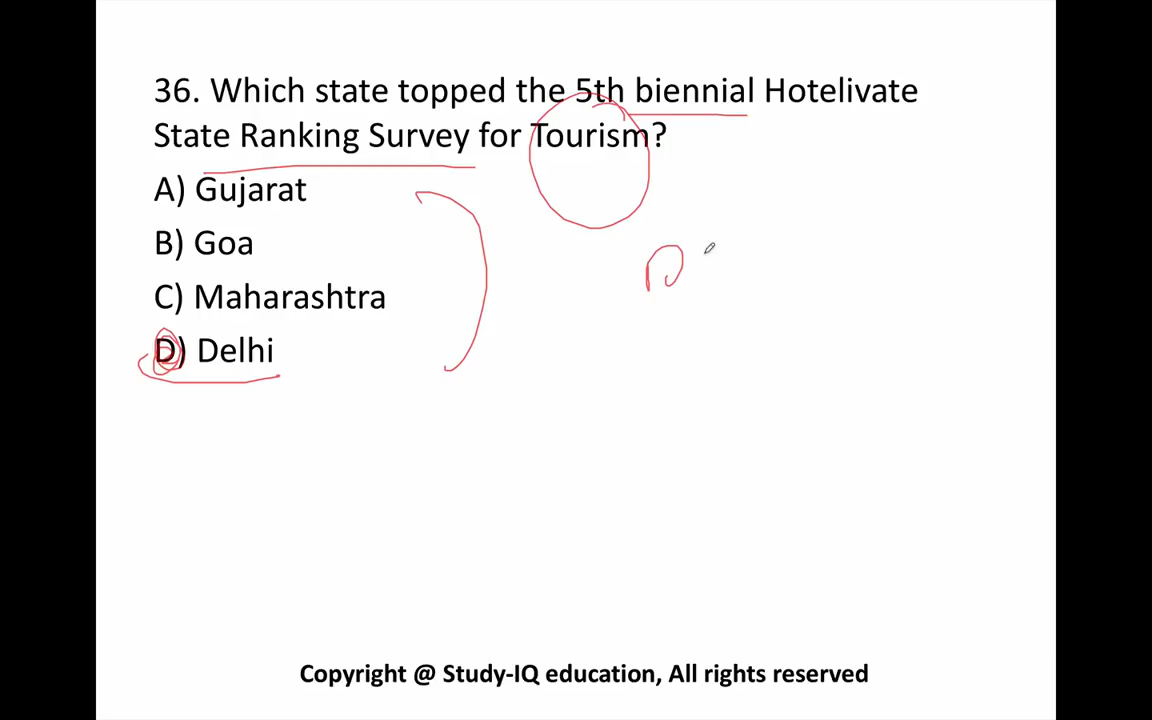 36. Which state topped the 5th biennial Hotelivate
State Ranking Survey for Tourism?
A) Gujarat
B) Goa
C) Maharashtra
D) Delhi
Copyright @ Study-IQ education, All rights reserved